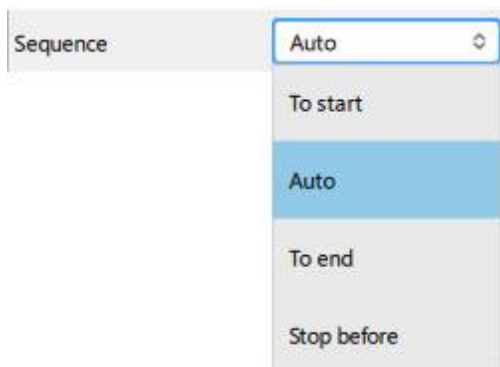 Sequence Auto
To start
Auto
To end
Stop before